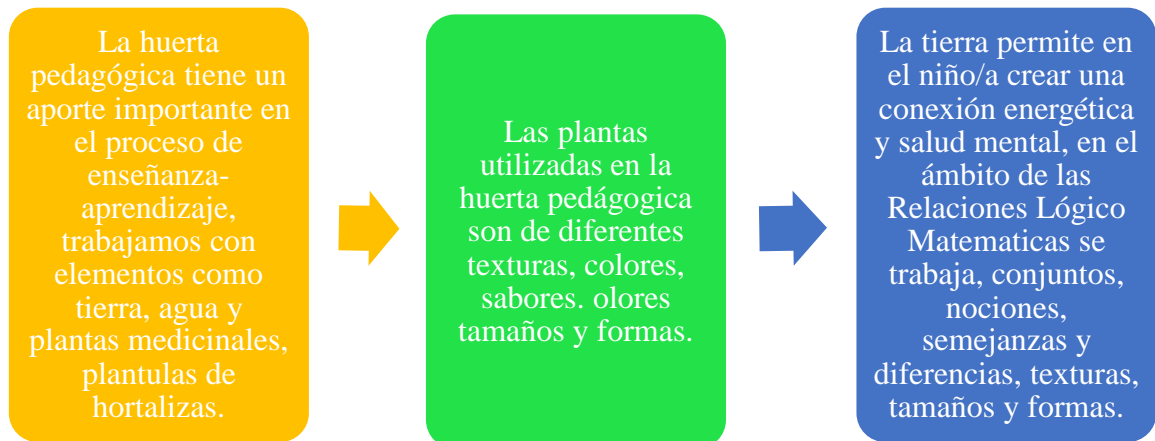 La huerta
pedagógica tiene un
aporte importante en
el proceso de
enseñanza-
aprendizaje,
trabajamos con
elementos como
tierra, agua y
plantas medicinales,
plantulas de
hortalizas.
Las plantas
utilizadas en la
huerta pedágogica
son de diferentes
texturas, colores,
sabores. olores
tamaños y formas.
La tierra permite en
el niño/a crear una
conexión energética
y salud mental, en el
ámbito de las
Relaciones Lógico
Matematicas se
trabaja, conjuntos,
nociones,
semejanzas y
diferencias, texturas,
tamaños y formas.